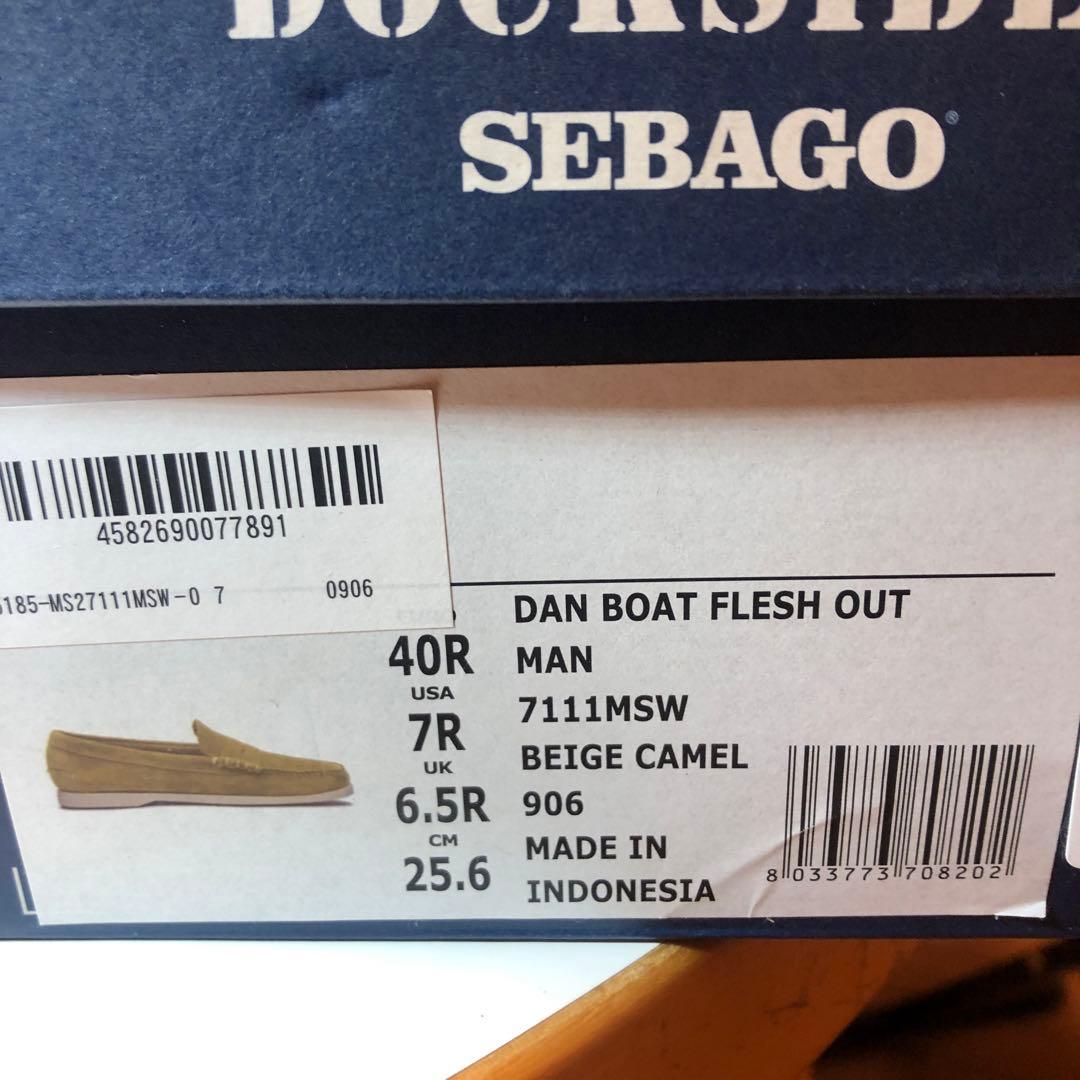 SEBAGO®
4582690077891
185-MS27111MSW-0 7 0906
40R
USA
7R
UK
6.5R
CM
25.6
DAN BOAT FLESH OUT
MAN
7111MSW
BEIGE CAMEL
906
MADE IN
INDONESIA
8 033773 708202